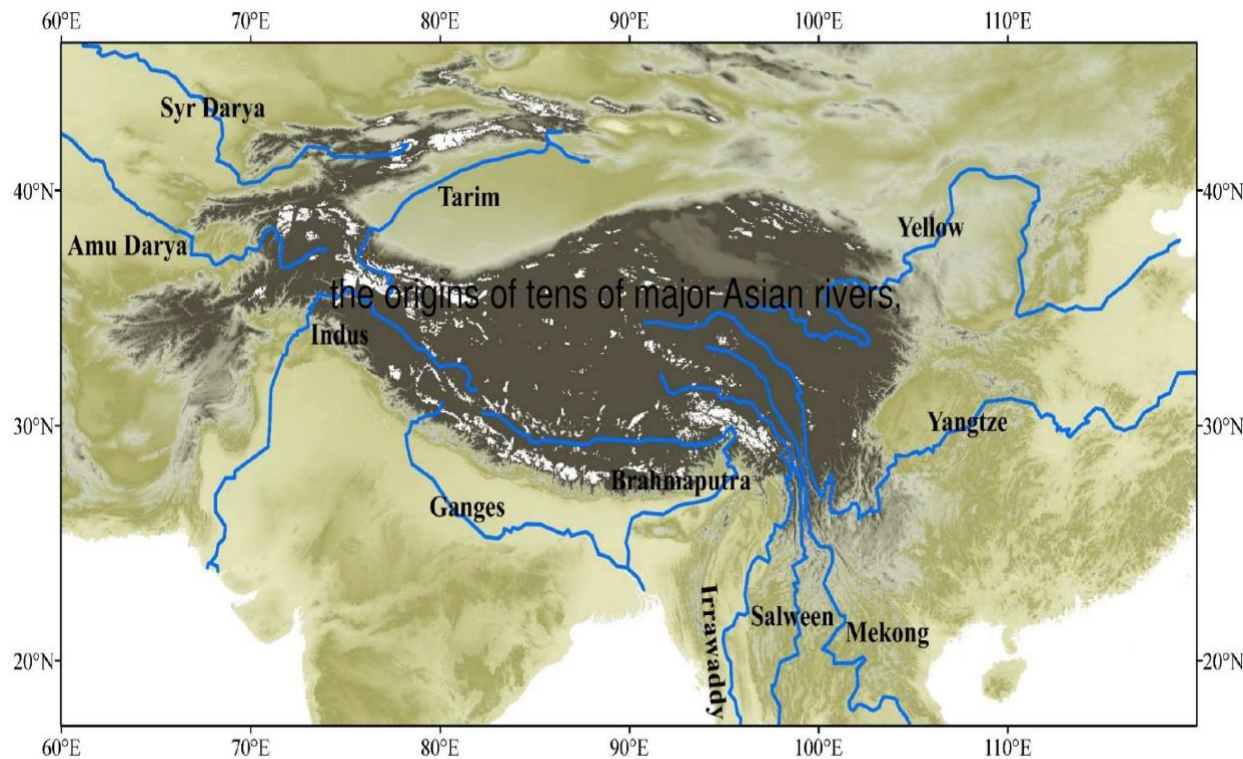 60°E 70°E 80°E 90°E 100°E 110°E
Syr Darya
40°N 40°N
Tarim
Yellow
Amu Darya
the origins of tens of major Asian rivers,
Indus
30°N 30°N
Yangtze
Brahmaputra
Ganges
Irrawaddy
Salween
Mekong
20°N 20°N
60°E 70°E 80°E 90°E 100°E 110°E